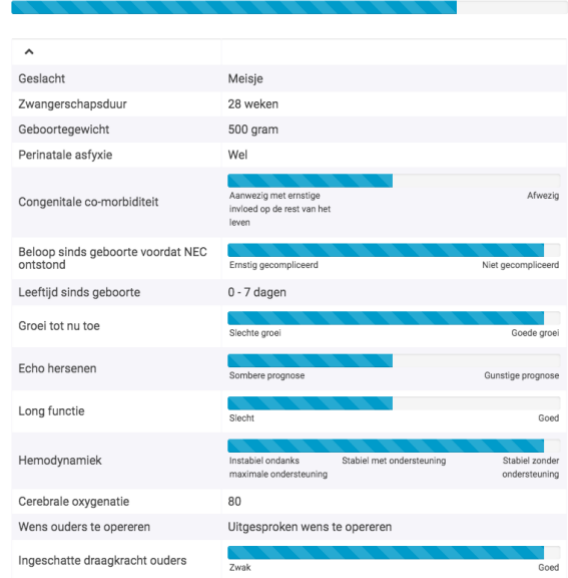 Geslacht Meisje
Zwangerschapsduur 28 weken
Geboortegewicht 500 gram
Perinatale asfyxie Wel
Congenitale co-morbiditeit
Aanwezig met ernstige Afwezig
invloed op de rest van het
leven
Beloop sinds geboorte voordat NEC
ontstond
Ernstig gecompliceerd Niet gecompliceerd
Leeftijd sinds geboorte 0 - 7 dagen
Groei tot nu toe
Slechte groei Goede groei
Echo hersenen
Sombere prognose Gunstige prognose
Long functie
Slecht Goed
Hemodynamiek
Instabiel ondanks Stabiel met ondersteuning Stabiel zonder
maximale ondersteuning ondersteuning
Cerebrale oxygenatie 80
Wens ouders te opereren Uitgesproken wens te opereren
Ingeschatte draagkracht ouders
Zwak Goed